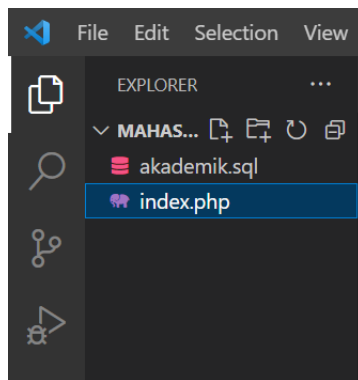 File Edit Selection View
EXPLORER
MAHAS...
akademik.sql
index.php